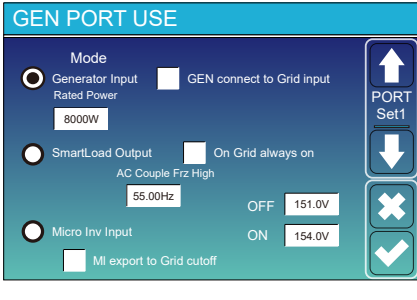 GEN PORT USE
Mode
Generator Input GEN connect to Grid input
Rated Power
8000W
PORT
Set1
SmartLoad Output On Grid always on
AC Couple Frz High
55.00Hz
OFF 151.0V
Micro Inv Input ON 154.0V
MI export to Grid cutoff